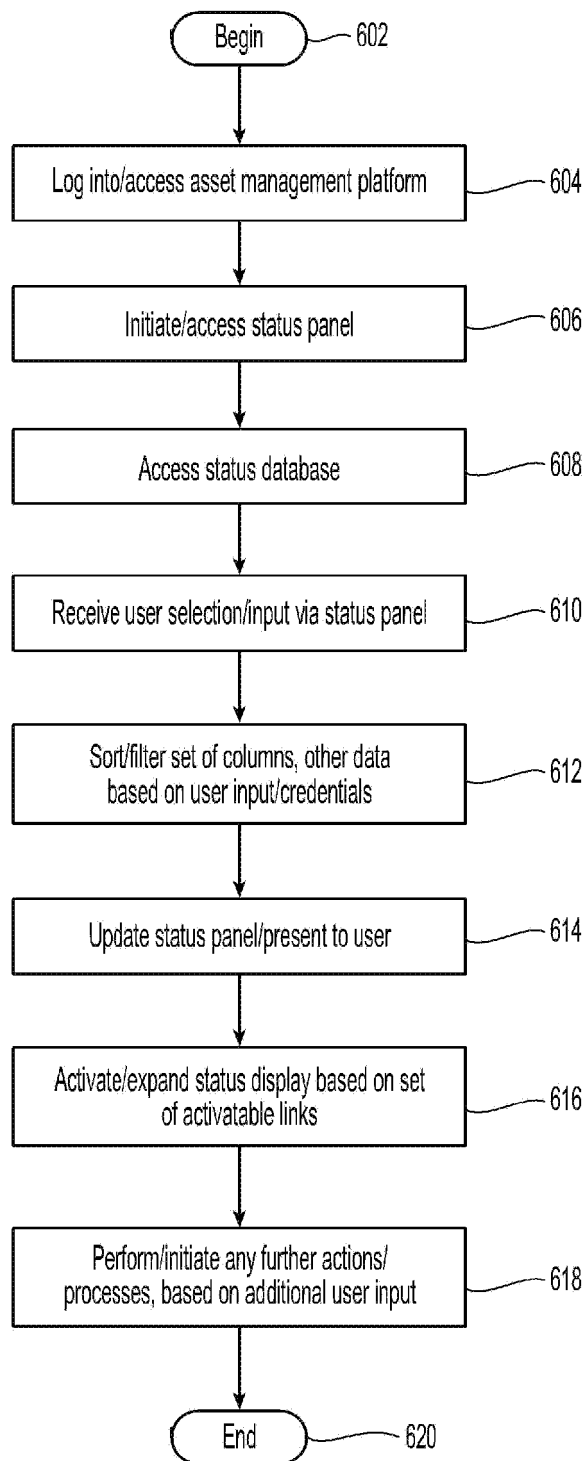 Begin
602
Log into/access asset management platform
604
Initiate/access status panel
606
Access status database
608
Receive user selection/input via status panel
610
Sort/filter set of columns, other data
based on user input/credentials
612
Update status panel/present to user
614
Activate/expand status display based on set
of activatable links
616
Perform/initiate any further actions/
processes, based on additional user input
618
End
620